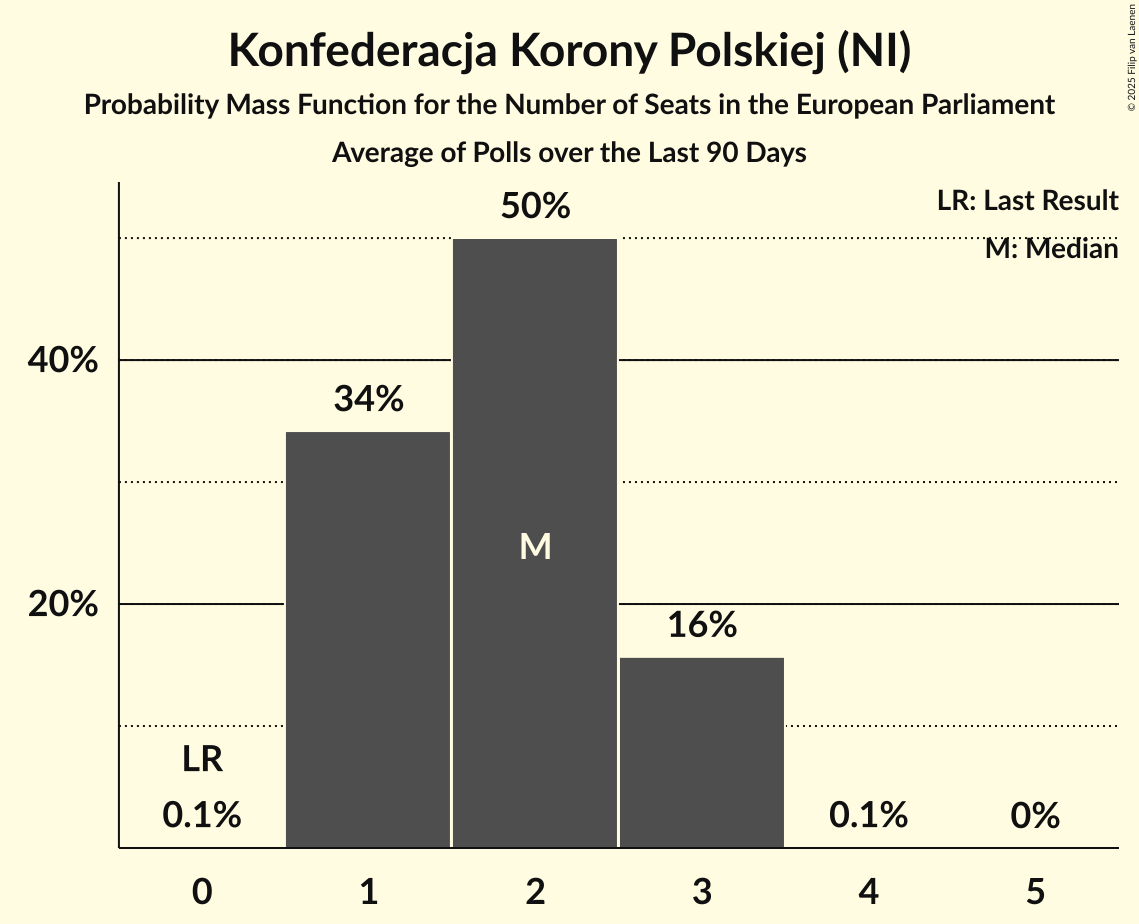 Konfederacja Korony Polskiej (NI)
Probability Mass Function for the Number of Seats in the European Parliament
Average of Polls over the Last 90 Days
© 2025 Filip van Laenen
LR: Last Result
M: Median
50%
40%
34%
M
20%
16%
LR
0.1%
0.1%
0%
0 1 2 3 4 5